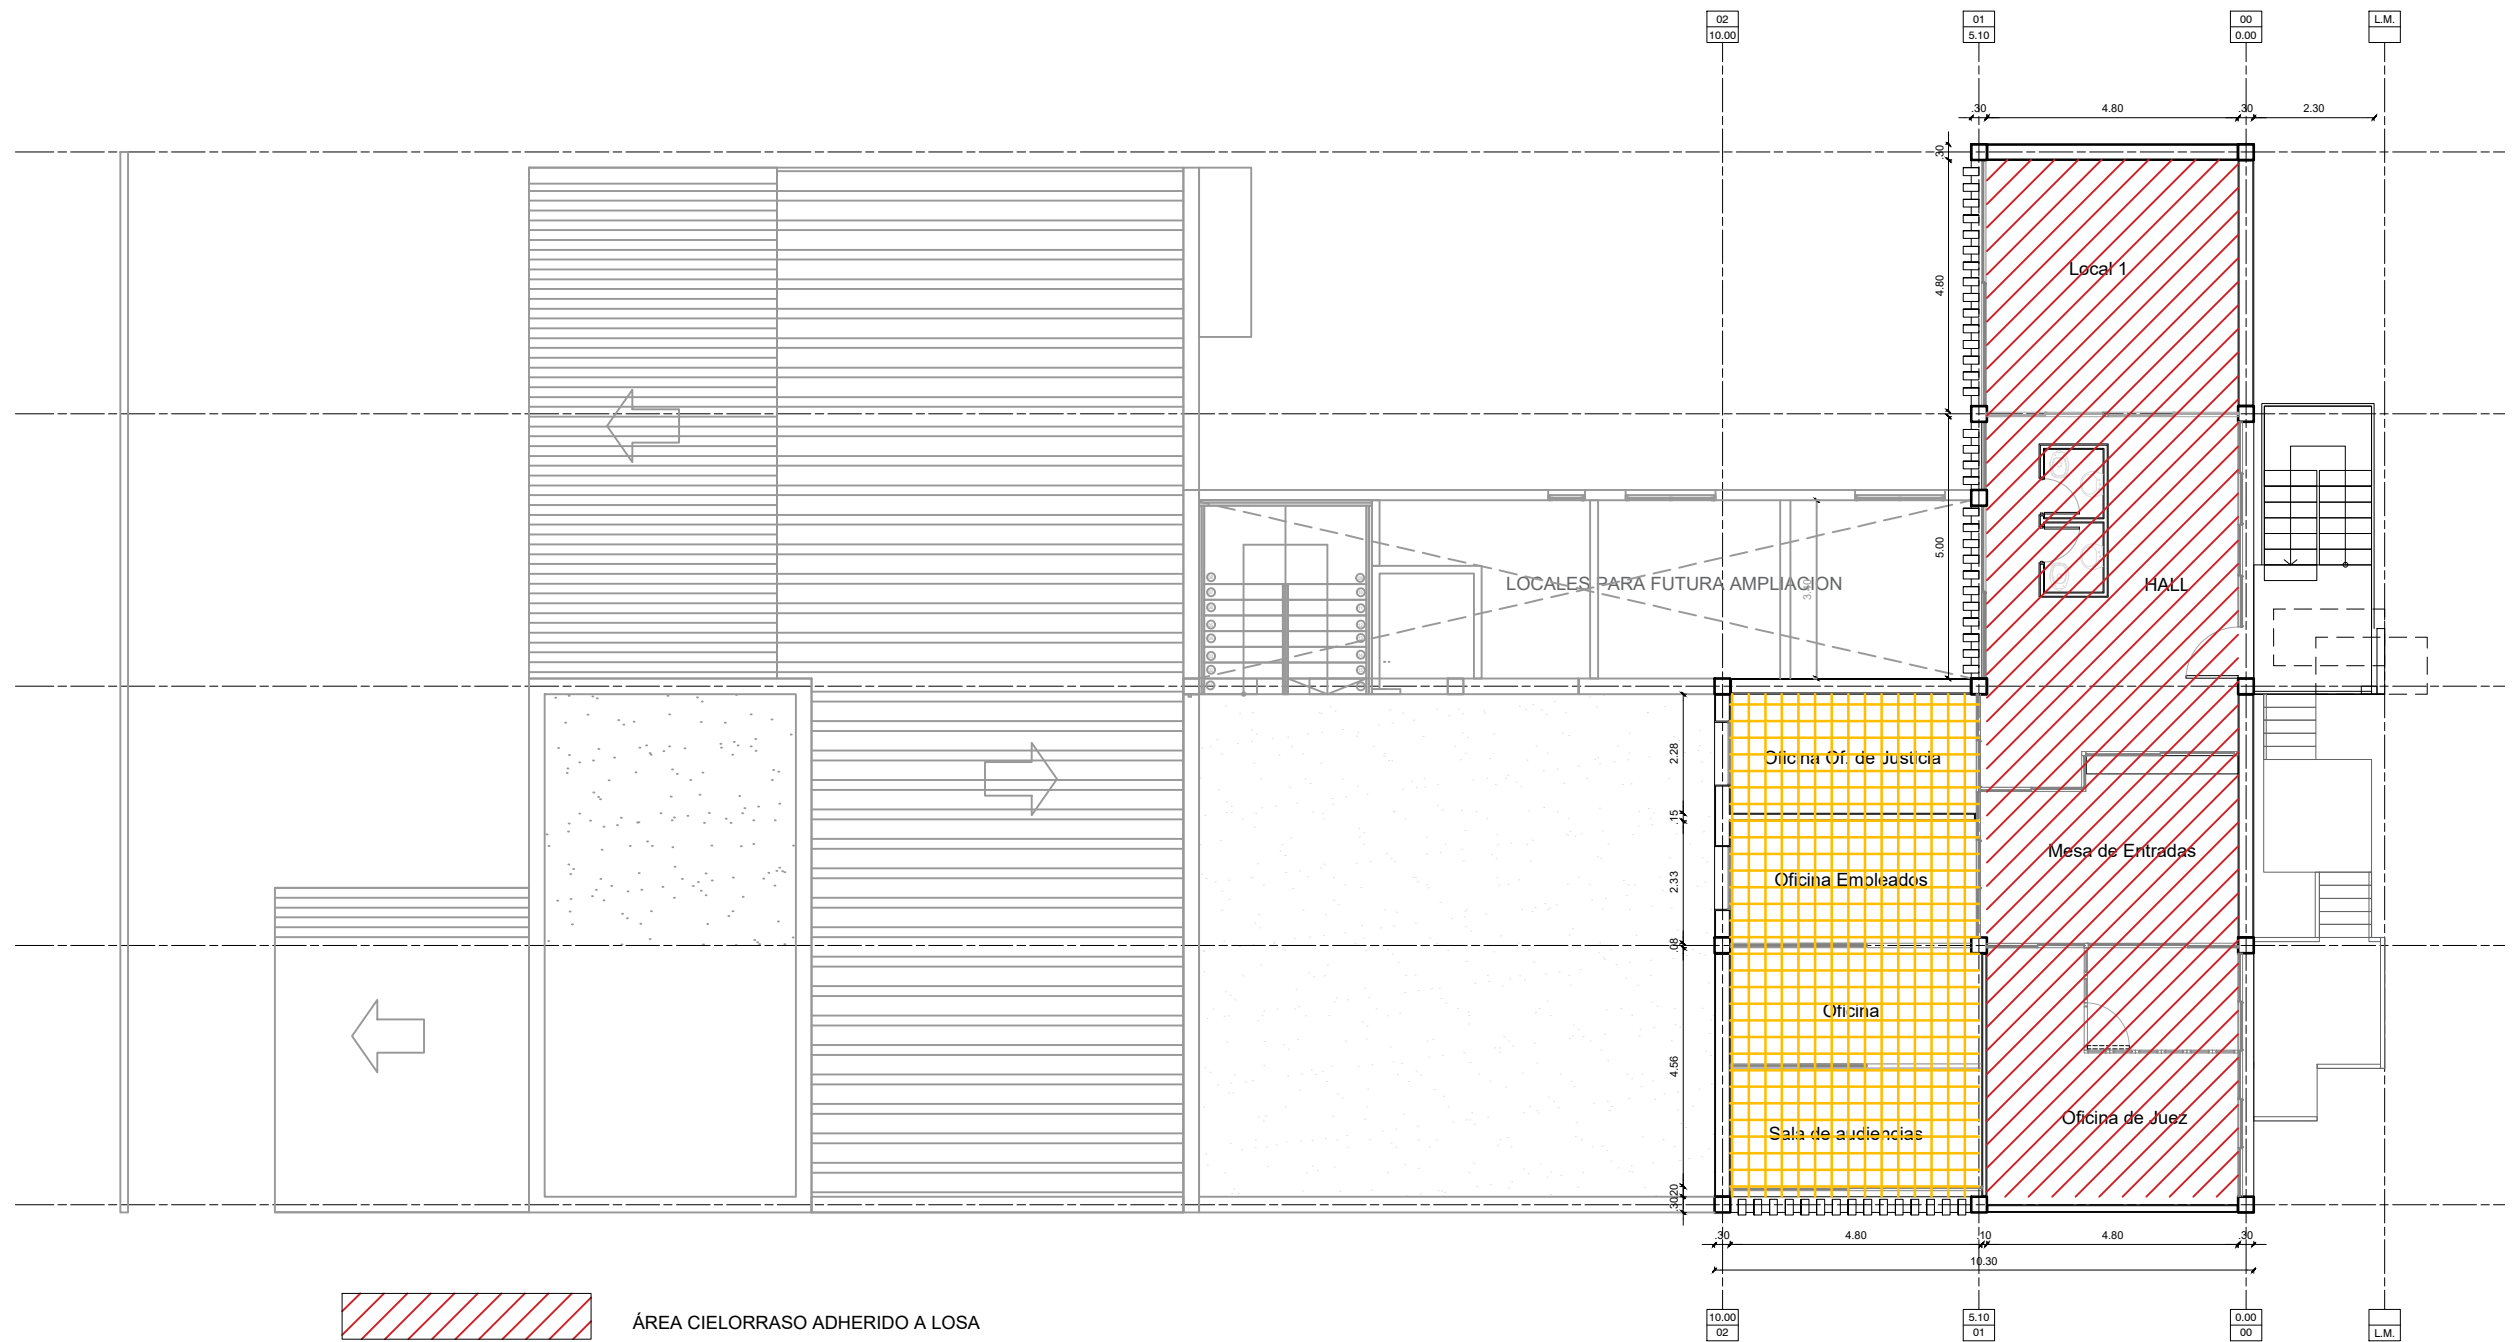 02
10.00
01
5.10
00
0.00
L.M.
.30
4.80
.30
2.30
.30
4.80
5.00
Local 1
HALL
LOCALES PARA FUTURA AMPLIACION
2.28
.15
2.33
.08
4.56
.20
.30
Oficina Of. de Justicia
Oficina Empleados
Mesa de Entradas
Oficina
Sala de audiencias
Oficina de Juez
.30
4.80
.10
4.80
.30
10.30
ÁREA CIELORRASO ADHERIDO A LOSA
10.00
02
5.10
01
0.00
00
L.M.